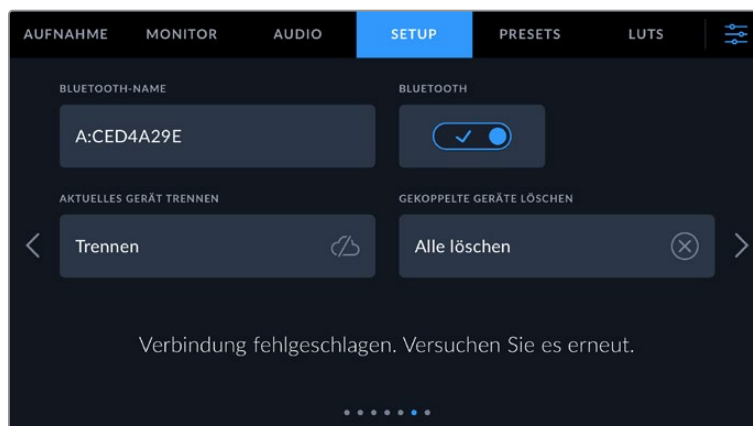 AUFNAHME MONITOR AUDIO SETUP PRESETS LUTS
BLUETOOTH-NAME BLUETOOTH
A:CED4A29E
AKTUELLES GERÄT TRENNEN GEKOPPELTE GERÄTE LÖSCHEN
Trennen Alle löschen
Verbindung fehlgeschlagen. Versuchen Sie es erneut.